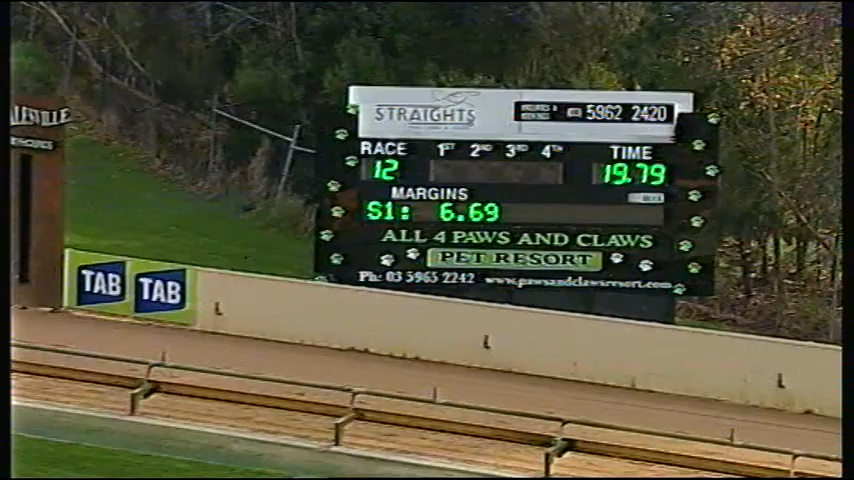 STRAIGHTS
5962 2420
RACE 1ST 2ND 3RD 4TH TIME
12 19.79
MARGINS
S1: 6.69
ALL 4 PAWS AND CLAWS
PET RESORT
Ph: 03 5965 2242 www.pawsandclawsresort.com
TAB TAB